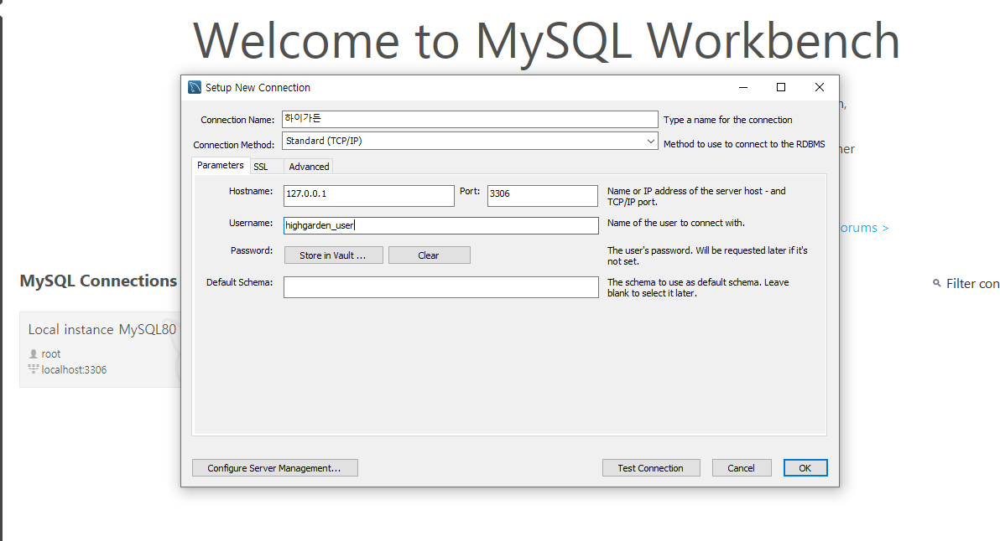 Welcome to MySQL Workbench
Setup New Connection
Connection Name: 하이가든 Type a name for the connection
Connection Method: Standard (TCP/IP) Method to use to connect to the RDBMS
Parameters SSL Advanced
Hostname: 127.0.0.1 Port: 3306 Name or IP address of the server host - and
TCP/IP port.
Username: highgarden_user Name of the user to connect with.
Password: Store in Vault ... Clear The user's password. Will be requested later if it's
not set.
Default Schema: The schema to use as default schema. Leave
blank to select it later.
Configure Server Management... Test Connection Cancel OK
orums >
MySQL Connections
Filter con
Local instance MySQL80
root
localhost:3306